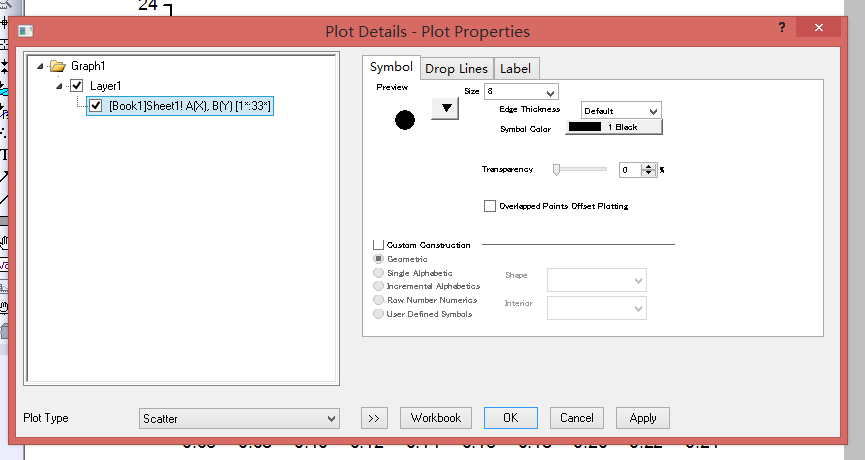 24
Plot Details - Plot Properties
?
Graph1
Layer1
[Book1]Sheet1! A(X), B(Y) [1*:33*]
Symbol Drop Lines Label
Preview
Size 8
Edge Thickness Default
Symbol Color 1 Black
Transparency 0 %
Overlapped Points Offset Plotting
Custom Construction
Geometric
Single Alphabetic
Incremental Alphabetics
Raw Number Numerics
User Defined Symbols
Shape
Interior
Plot Type Scatter >> Workbook OK Cancel Apply